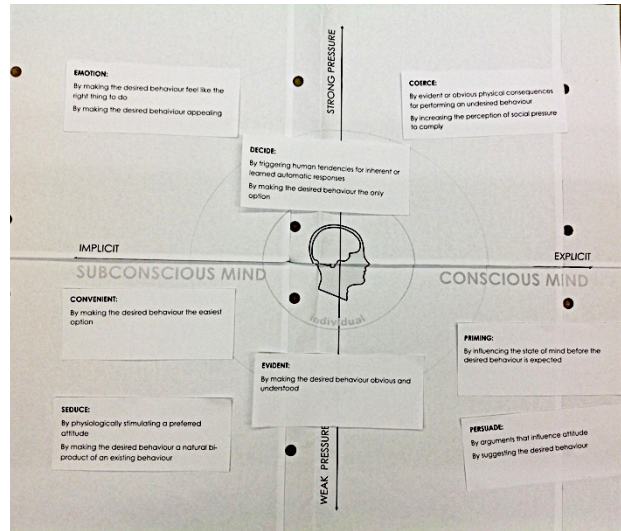 STRONG PRESSURE
EMOTION:
By making the desired behaviour feel like the
right thing to do
By making the desired behaiviour appealing
COERCE:
By evident or obvious physical consequences
for performing an undesired behaviour
By increasing the perception of social pressure
to comply
DECIDE:
By triggering human tendencies for inherent or
learned automatic responses
By making the desired behaviour the only
option
IMPLICIT
EXPLICIT
SUBCONSCIOUS MIND
CONSCIOUS MIND
individual
CONVENIENT:
By making the desired behaviour the easiest
option
PRIMING:
By influencing the state of mind before the
desired behaviour is expected
EVIDENT:
By making the desired behaviour obvious and
understood
SEDUCE:
By physiologically stimulating a preferred
attitude
By making the desired behaviour a natural bi-
product of an existing behaviour
PERSUADE:
By arguments that influence attitude
By suggesting the desired behaviour
WEAK PRESSURE